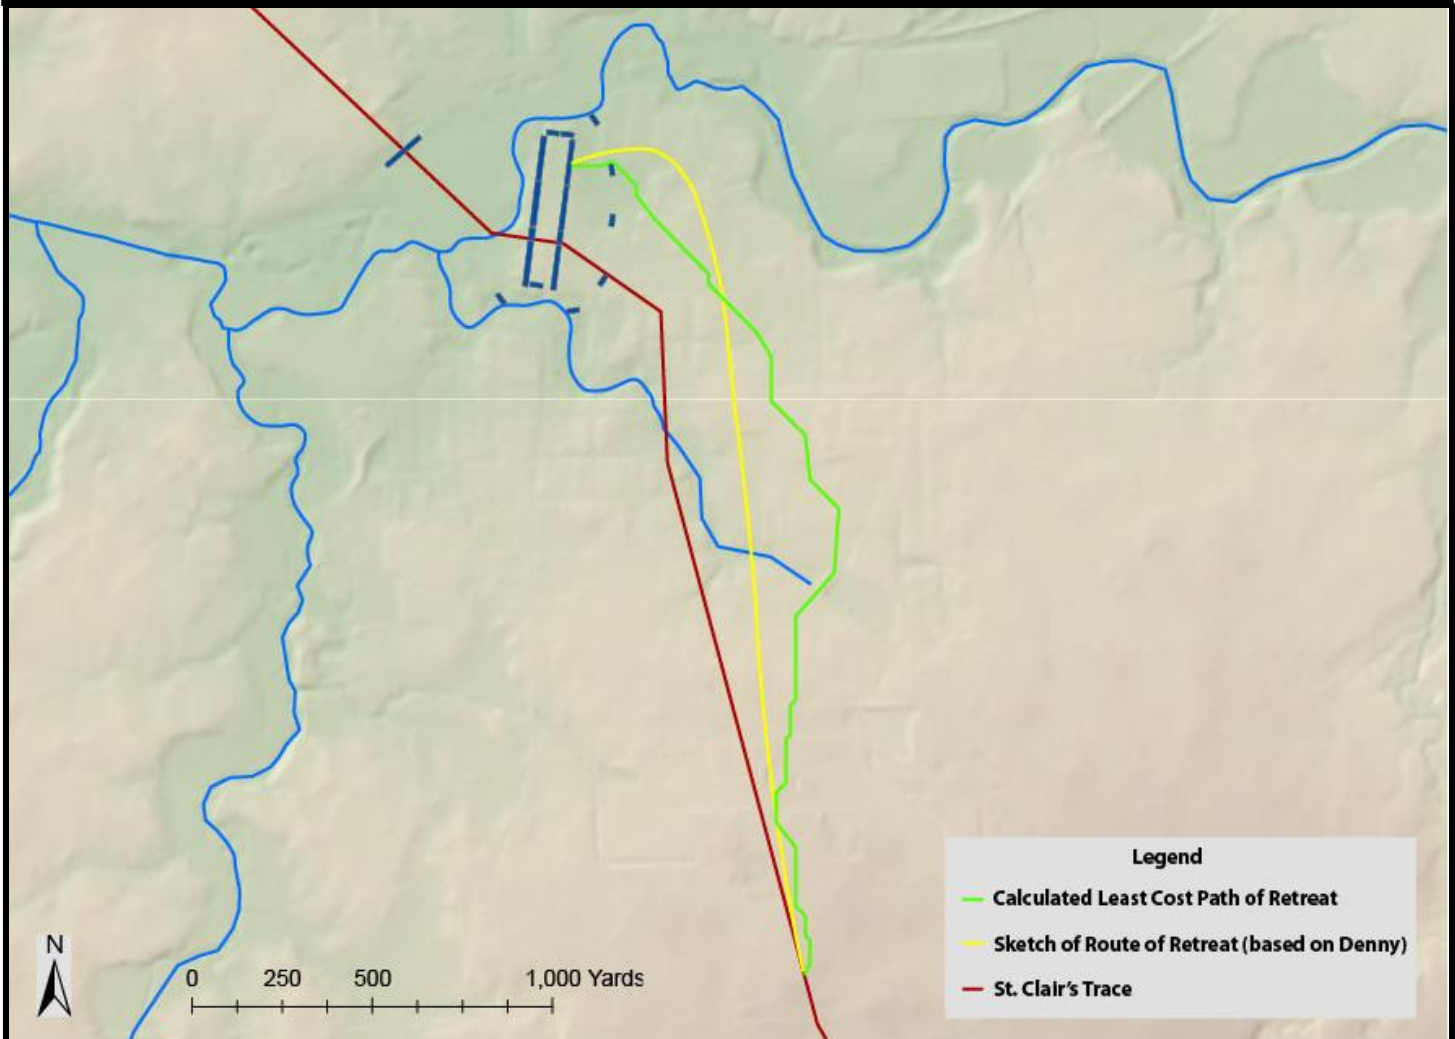 Legend
Calculated Least Cost Path of Retreat
Sketch of Route of Retreat (based on Denny)
St. Clair's Trace
N
0 250 500 1,000 Yards